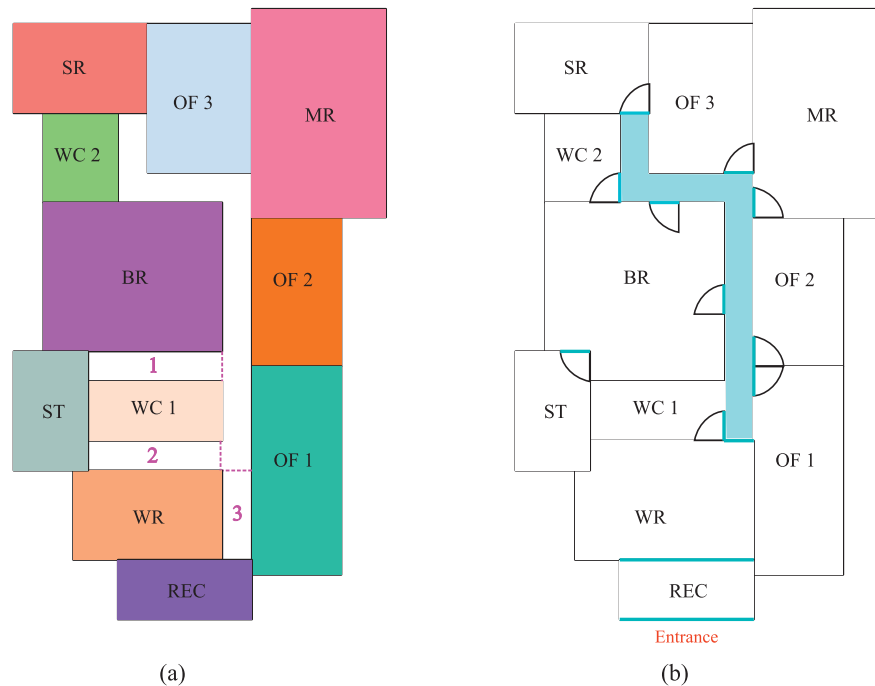 SR
OF 3
MR
WC 2
BR
OF 2
1
ST
WC 1
2
OF 1
WR
3
REC
(a)
SR
OF 3
MR
WC 2
BR
OF 2
ST
WC 1
OF 1
WR
REC
Entrance
(b)